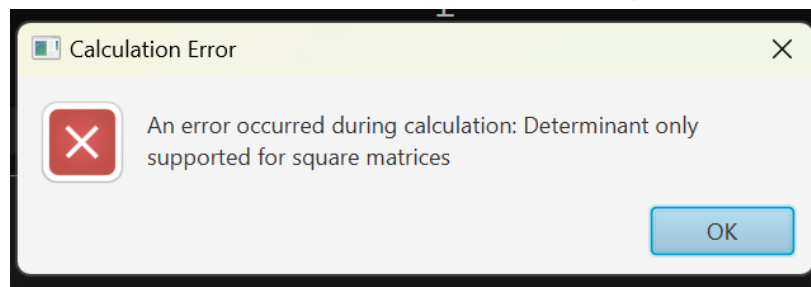 Calculation Error
An error occurred during calculation: Determinant only
supported for square matrices
OK